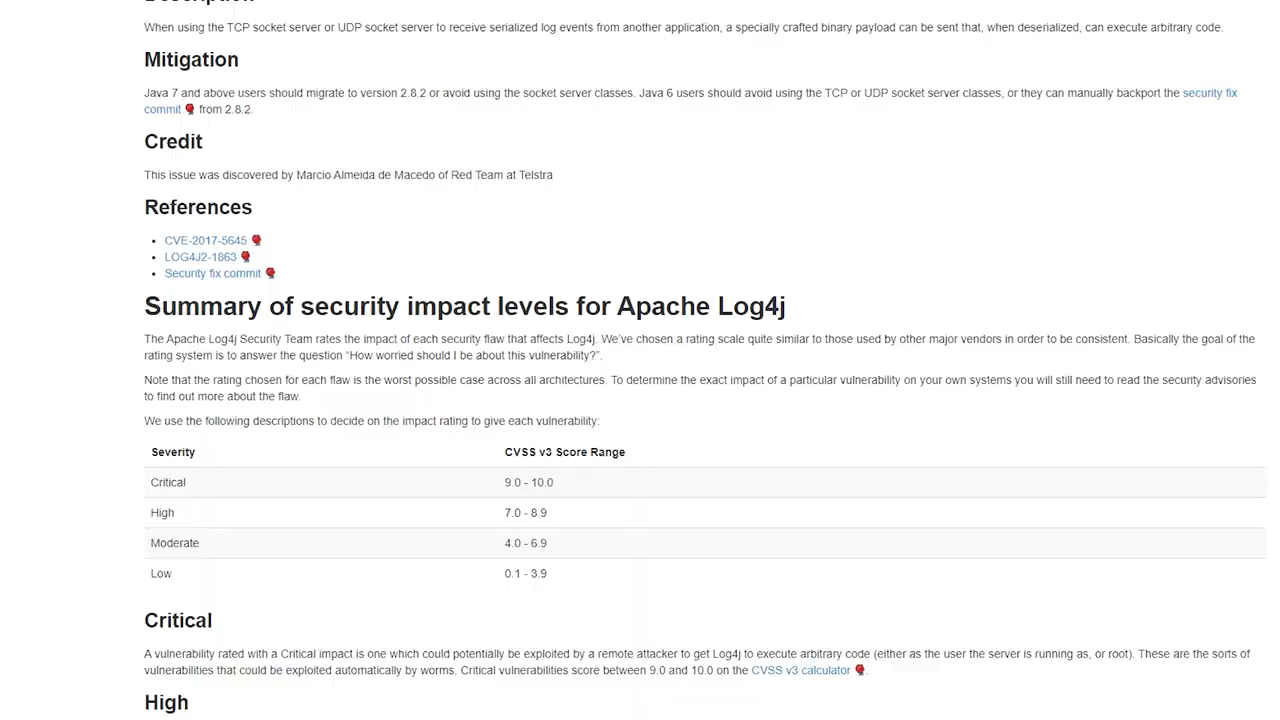 Description
When using the TCP socket server or UDP socket server to receive serialized log events from another application, a specially crafted binary payload can be sent that, when deserialized, can execute arbitrary code.
Mitigation
Java 7 and above users should migrate to version 2.8.2 or avoid using the socket server classes. Java 6 users should avoid using the TCP or UDP socket server classes, or they can manually backport the security fix
commit from 2.8.2.
Credit
This issue was discovered by Marcio Almeida de Macedo of Red Team at Telstra
References
• CVE-2017-5645
• LOG4J2-1863
• Security fix commit
Summary of security impact levels for Apache Log4j
The Apache Log4j Security Team rates the impact of each security flaw that affects Log4j. We've chosen a rating scale quite similar to those used by other major vendors in order to be consistent. Basically the goal of the
rating system is to answer the question “How worried should I be about this vulnerability?”.
Note that the rating chosen for each flaw is the worst possible case across all architectures. To determine the exact impact of a particular vulnerability on your own systems you will still need to read the security advisories
to find out more about the flaw.
We use the following descriptions to decide on the impact rating to give each vulnerability:
Severity CVSS v3 Score Range
Critical 9.0 - 10.0
High 7.0 - 8.9
Moderate 4.0 - 6.9
Low 0.1 - 3.9
Critical
A vulnerability rated with a Critical impact is one which could potentially be exploited by a remote attacker to get Log4j to execute arbitrary code (either as the user the server is running as, or root). These are the sorts of
vulnerabilities that could be exploited automatically by worms. Critical vulnerabilities score between 9.0 and 10.0 on the CVSS v3 calculator .
High